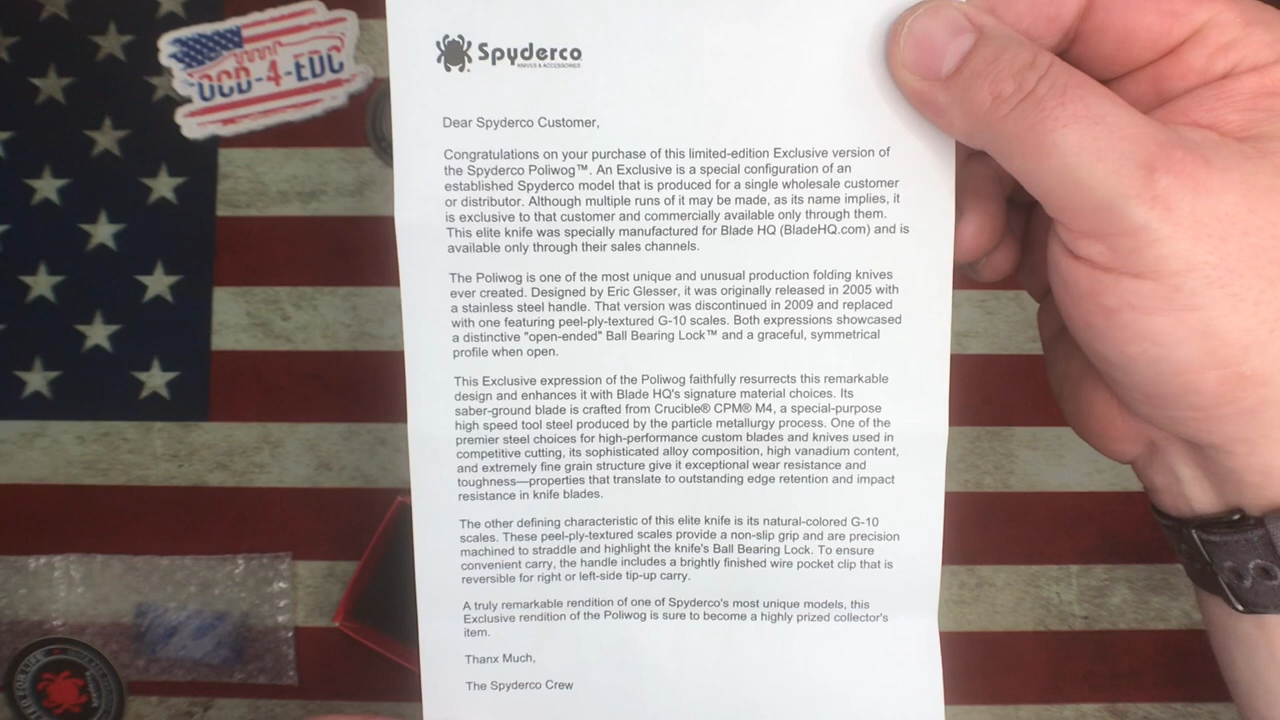 OCD-4-EDC
Spyderco
KNIVES & ACCESSORIES
Dear Spyderco Customer,
Congratulations on your purchase of this limited-edition Exclusive version of
the Spyderco Poliwog™. An Exclusive is a special configuration of an
established Spyderco model that is produced for a single wholesale customer
or distributor. Although multiple runs of it may be made, as its name implies, it
is exclusive to that customer and commercially available only through them.
This elite knife was specially manufactured for Blade HQ (BladeHQ.com) and is
available only through their sales channels.
The Poliwog is one of the most unique and unusual production folding knives
ever created. Designed by Eric Glesser, it was originally released in 2005 with
a stainless steel handle. That version was discontinued in 2009 and replaced
with one featuring peel-ply-textured G-10 scales. Both expressions showcased
a distinctive "open-ended" Ball Bearing Lock™ and a graceful, symmetrical
profile when open.
This Exclusive expression of the Poliwog faithfully resurrects this remarkable
design and enhances it with Blade HQ's signature material choices. Its
saber-ground blade is crafted from Crucible® CPM® M4, a special-purpose
high speed tool steel produced by the particle metallurgy process. One of the
premier steel choices for high-performance custom blades and knives used in
competitive cutting, its sophisticated alloy composition, high vanadium content,
and extremely fine grain structure give it exceptional wear resistance and
toughness—properties that translate to outstanding edge retention and impact
resistance in knife blades.
The other defining characteristic of this elite knife is its natural-colored G-10
scales. These peel-ply-textured scales provide a non-slip grip and are precision
machined to straddle and highlight the knife's Ball Bearing Lock. To ensure
convenient carry, the handle includes a brightly finished wire pocket clip that is
reversible for right or left-side tip-up carry.
A truly remarkable rendition of one of Spyderco's most unique models, this
Exclusive rendition of the Poliwog is sure to become a highly prized collector's
item.
Thanx Much,
The Spyderco Crew